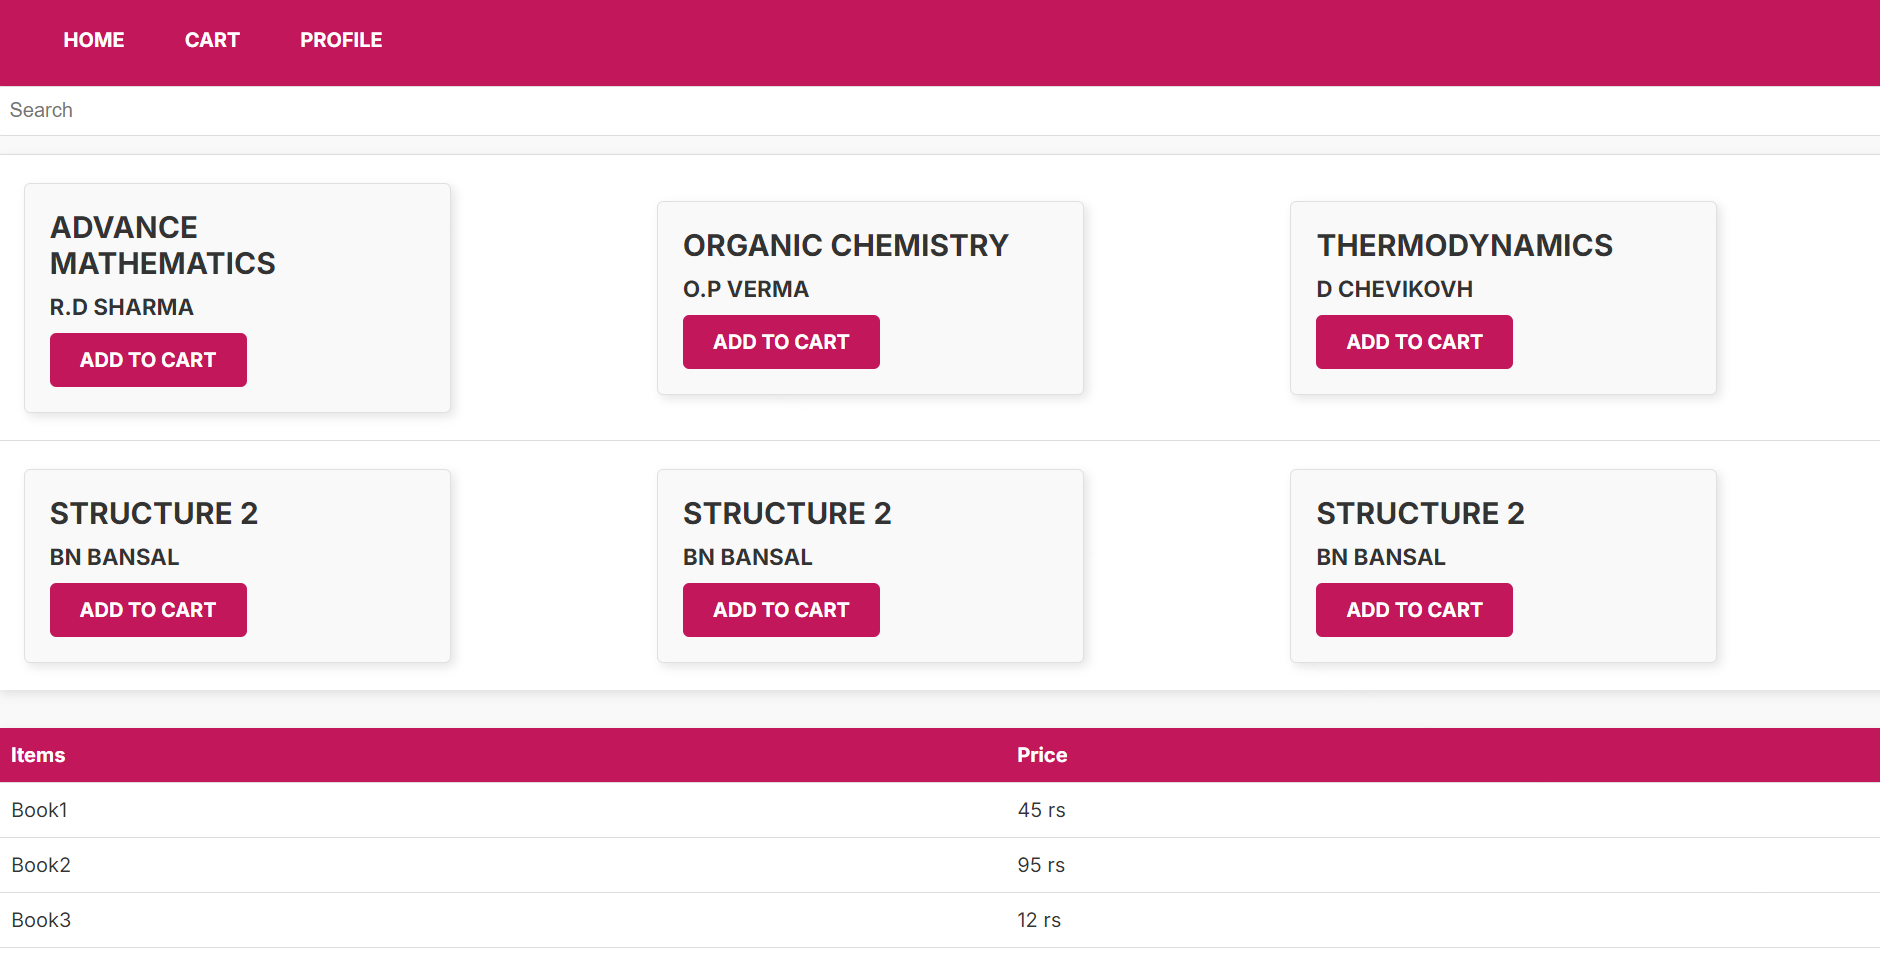 HOME CART PROFILE
Search
ADVANCE
MATHEMATICS
R.D SHARMA
ADD TO CART
ORGANIC CHEMISTRY
O.P VERMA
ADD TO CART
THERMODYNAMICS
D CHEVIKOVH
ADD TO CART
STRUCTURE 2
BN BANSAL
ADD TO CART
STRUCTURE 2
BN BANSAL
ADD TO CART
STRUCTURE 2
BN BANSAL
ADD TO CART
Items Price
Book1 45 rs
Book2 95 rs
Book3 12 rs